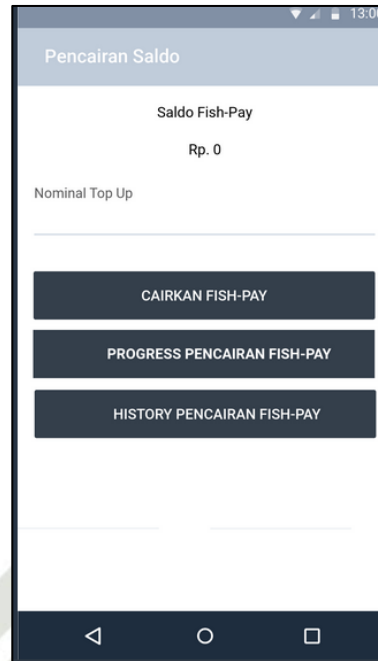 13:00
Pencairan Saldo
Saldo Fish-Pay
Rp. 0
Nominal Top Up
CAIRKAN FISH-PAY
PROGRESS PENCAIRAN FISH-PAY
HISTORY PENCAIRAN FISH-PAY